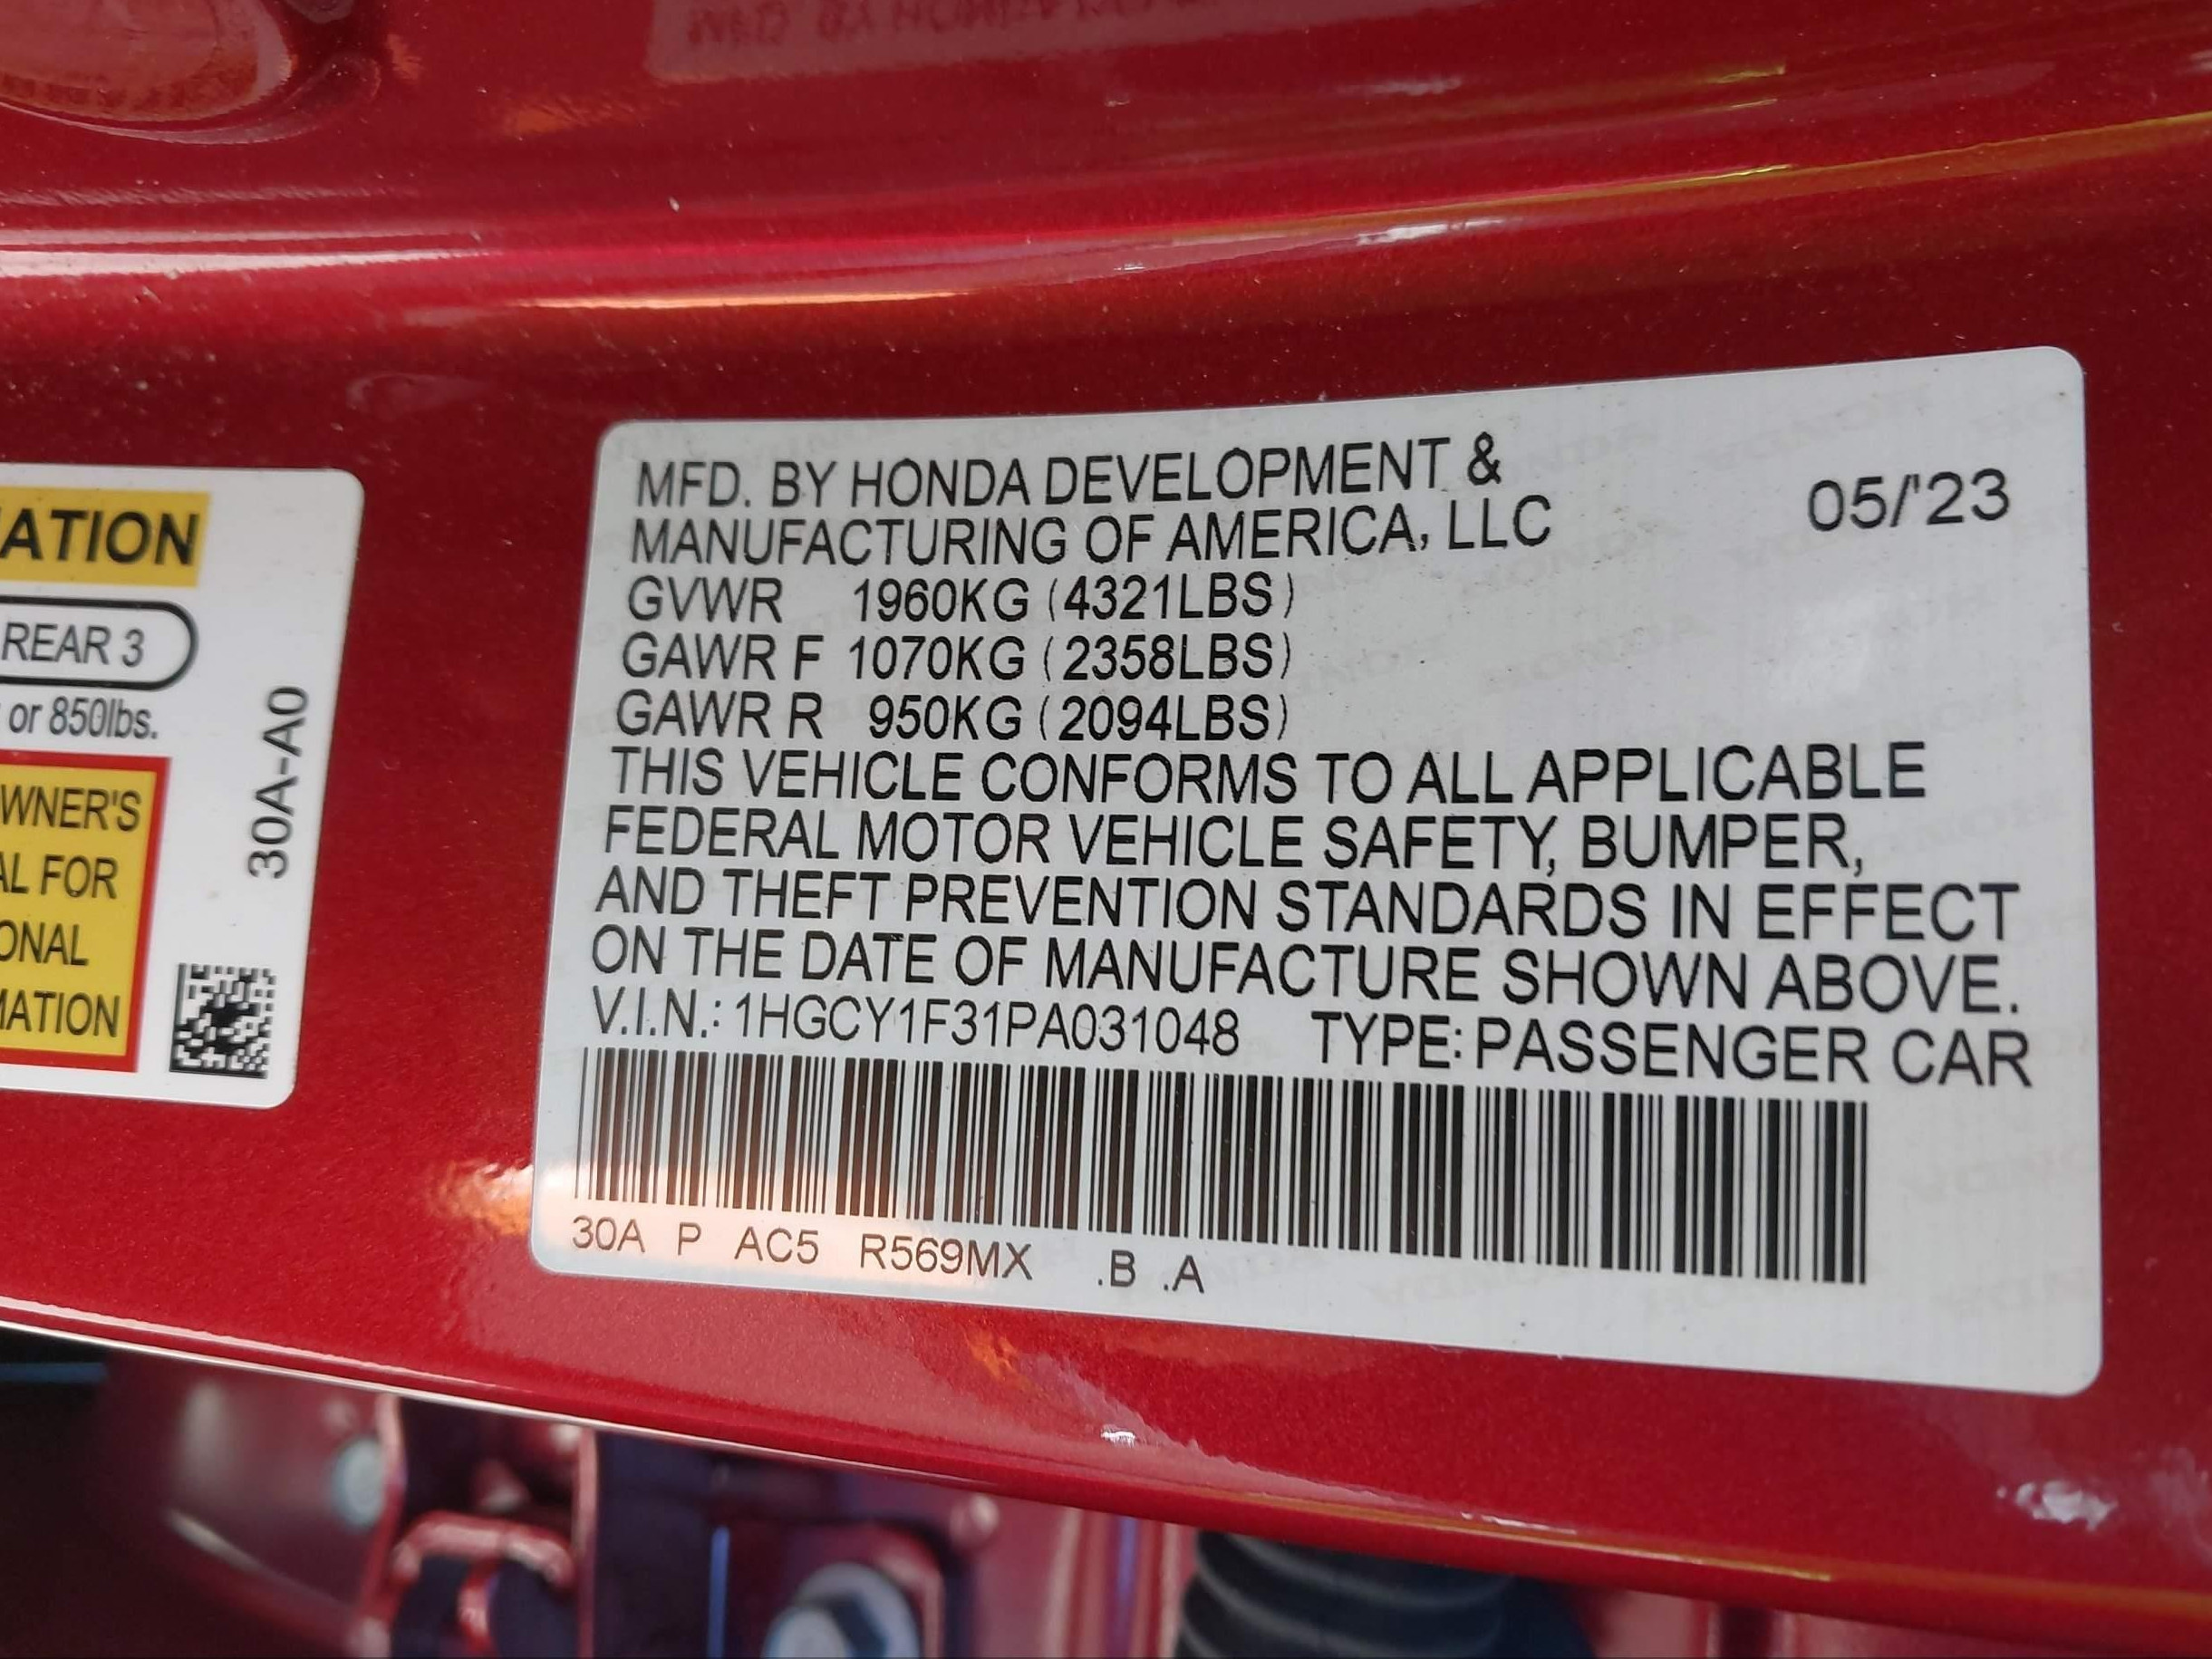 ATION
REAR 3
or 850lbs.
WNER'S
AL FOR
ONAL
MATION
30A-A0
MFD. BY HONDA DEVELOPMENT &
MANUFACTURING OF AMERICA, LLC 05/'23
GVWR 1960KG (4321LBS)
GAWR F 1070KG (2358LBS)
GAWR R 950KG (2094LBS)
THIS VEHICLE CONFORMS TO ALL APPLICABLE
FEDERAL MOTOR VEHICLE SAFETY, BUMPER,
AND THEFT PREVENTION STANDARDS IN EFFECT
ON THE DATE OF MANUFACTURE SHOWN ABOVE.
V.I.N.: 1HGCY1F31PA031048 TYPE: PASSENGER CAR
30A P AC5 R569MX .B .A